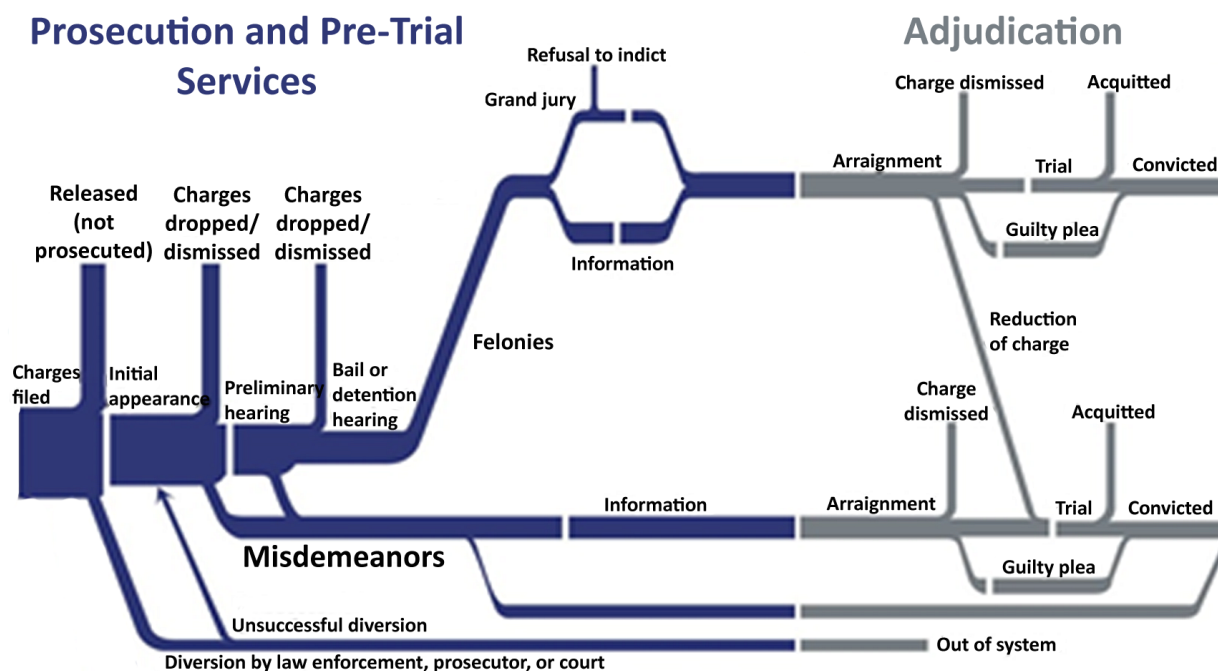 Prosecution and Pre-Trial
Services
Adjudication
Refusal to indict
Grand jury
Charge dismissed
Acquitted
Arraignment
Trial
Convicted
Released
(not
prosecuted)
Charges
dropped/
dismissed
Charges
dropped/
dismissed
Guilty plea
Information
Reduction
of charge
Felonies
Charges
filed
Initial
appearance
Preliminary
hearing
Bail or
detention
hearing
Charge
dismissed
Acquitted
Information
Arraignment
Trial
Convicted
Misdemeanors
Guilty plea
Unsuccessful diversion
Out of system
Diversion by law enforcement, prosecutor, or court